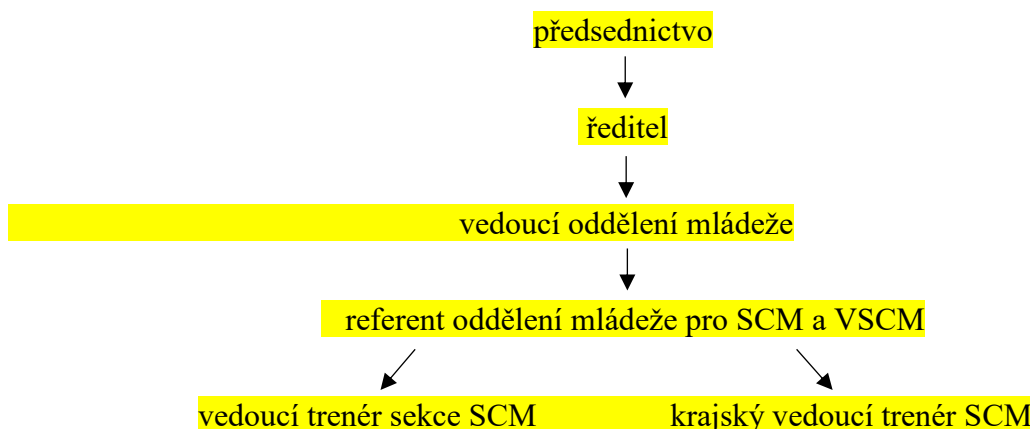 předsednictvo
ředitel
vedoucí oddělení mládeže
referent oddělení mládeže pro SCM a VSCM
vedoucí trenér sekce SCM krajský vedoucí trenér SCM